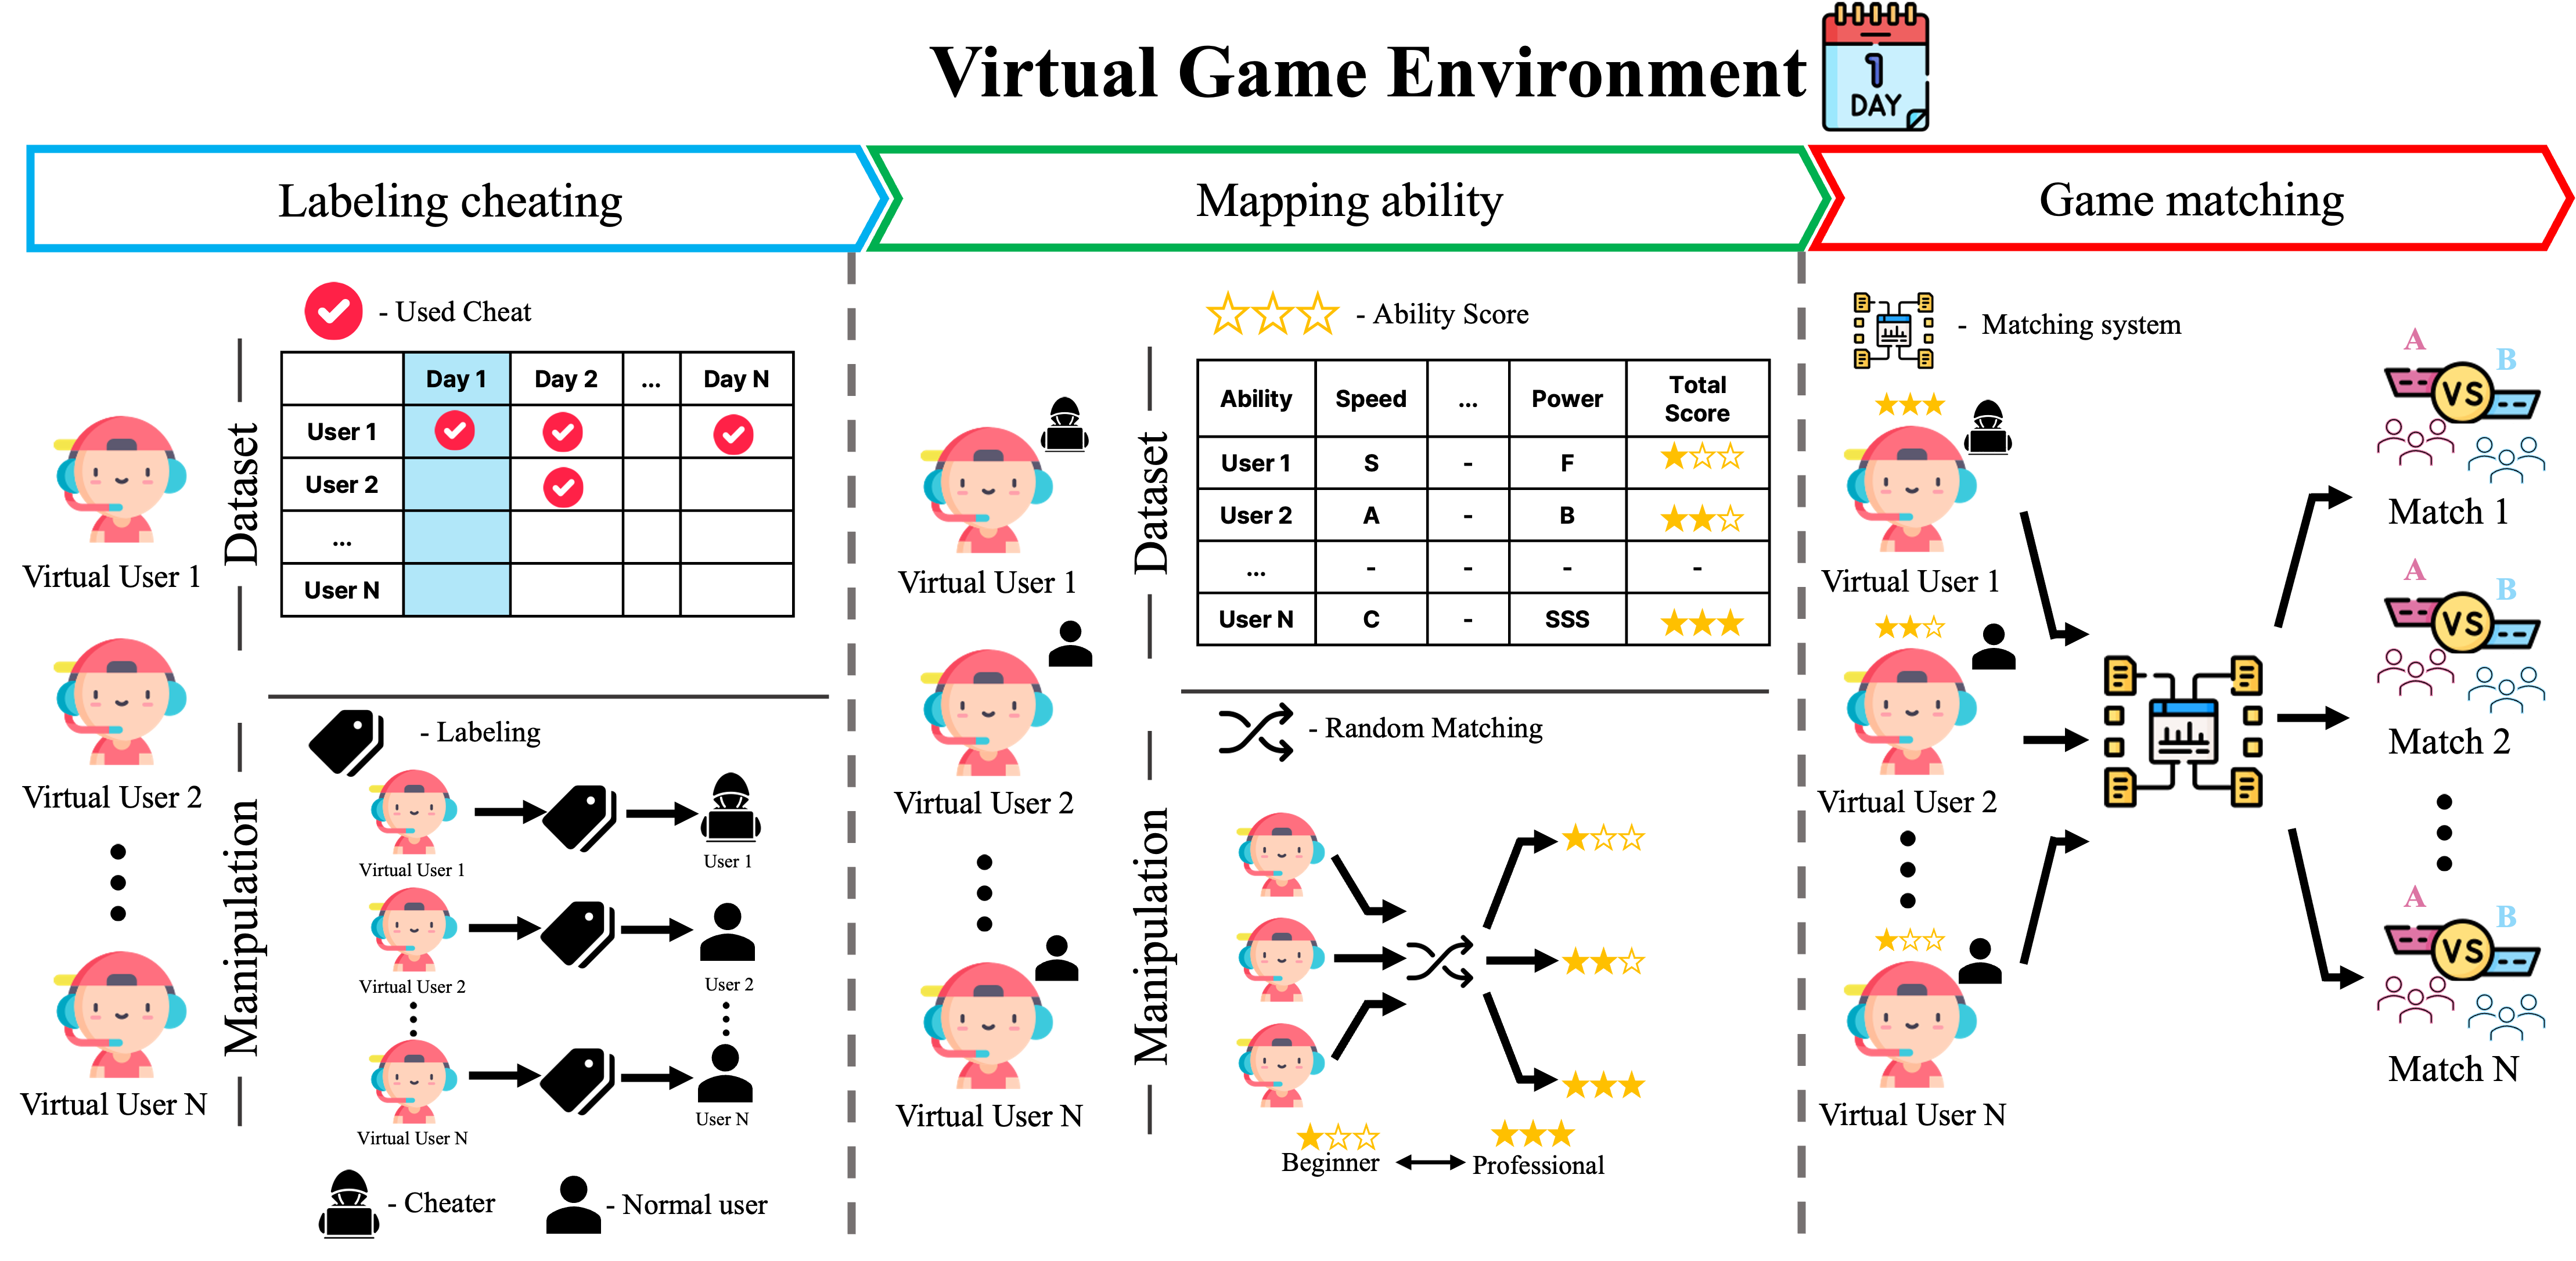 Virtual Game Environment
1
DAY
Labeling cheating
Mapping ability
Game matching
- Used Cheat
Dataset
Day 1 Day 2 ... Day N
User 1
User 2
...
User N
Virtual User 1
Virtual User 2
Virtual User N
Manipulation
- Labeling
Virtual User 1
User 1
Virtual User 2
User 2
Virtual User N
User N
- Cheater
- Normal user
- Ability Score
Dataset
Ability Speed ... Power Total Score
User 1 S - F
User 2 A - B
... - - - -
User N C - SSS
Virtual User 1
Virtual User 2
Virtual User N
Manipulation
- Random Matching
Beginner
Professional
- Matching system
Virtual User 1
Virtual User 2
Virtual User N
A
VS
B
Match 1
A
VS
B
Match 2
A
VS
B
Match N